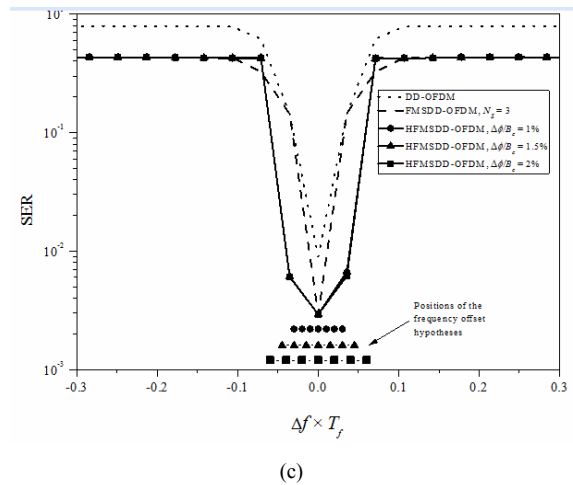 10⁰
DD-OFDM
FMSDD-OFDM, N_g = 3
HFMSDD-OFDM, Δϕ/B_c = 1%
HFMSDD-OFDM, Δϕ/B_c = 1.5%
HFMSDD-OFDM, Δϕ/B_c = 2%
10⁻¹
SER
10⁻²
Positions of the
frequency offset
hypotheses
10⁻³
-0.3 -0.2 -0.1 0.0 0.1 0.2 0.3
Δf × T_f
(c)